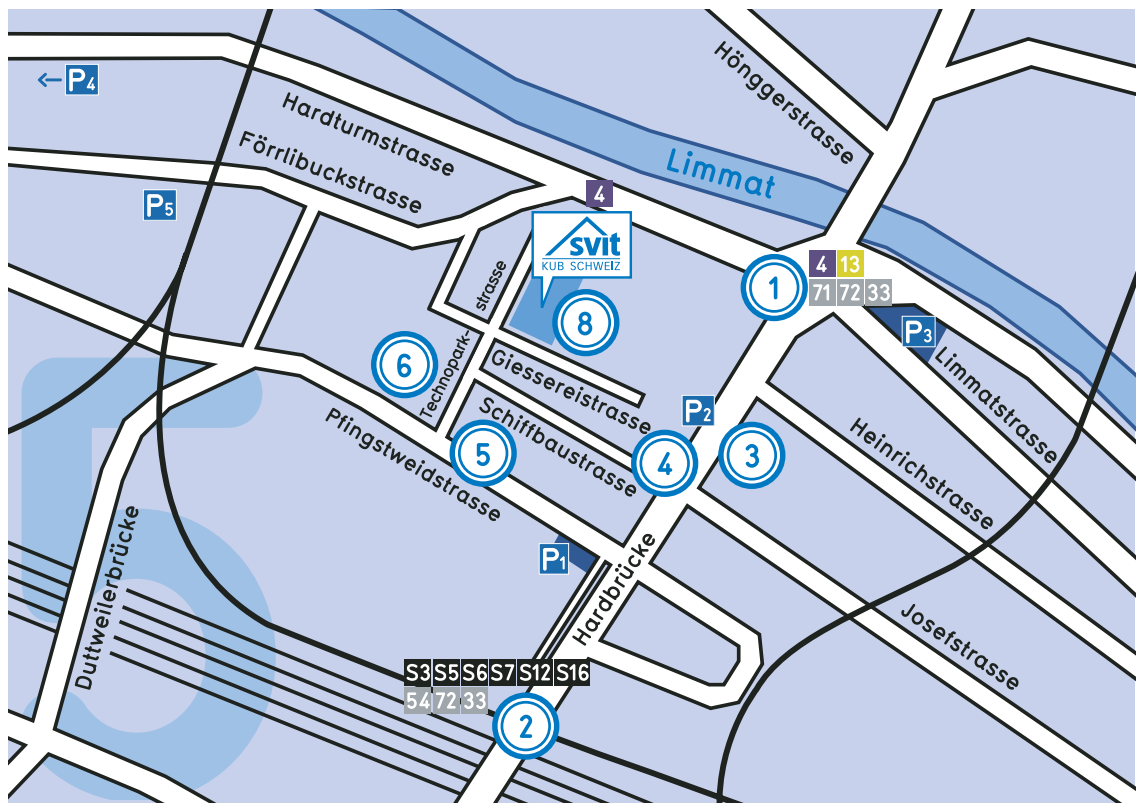 Hönggerstrasse
← P4
Hardturmstrasse
Förrlibuckstrasse
Limmat
P5
4
svit
KUB SCHWEIZ
4 13
71 72 33
1
8
P3
6
Technopark-
strasse
Giessereistrasse
Limmatstrasse
P2
Schiffbaustrasse
Heinrichstrasse
Pfingstweidstrasse
5
4
3
5
P1
Hardbrücke
Duttweilerbrücke
Josefstrasse
S3 S5 S6 S7 S12 S16
54 72 33
2